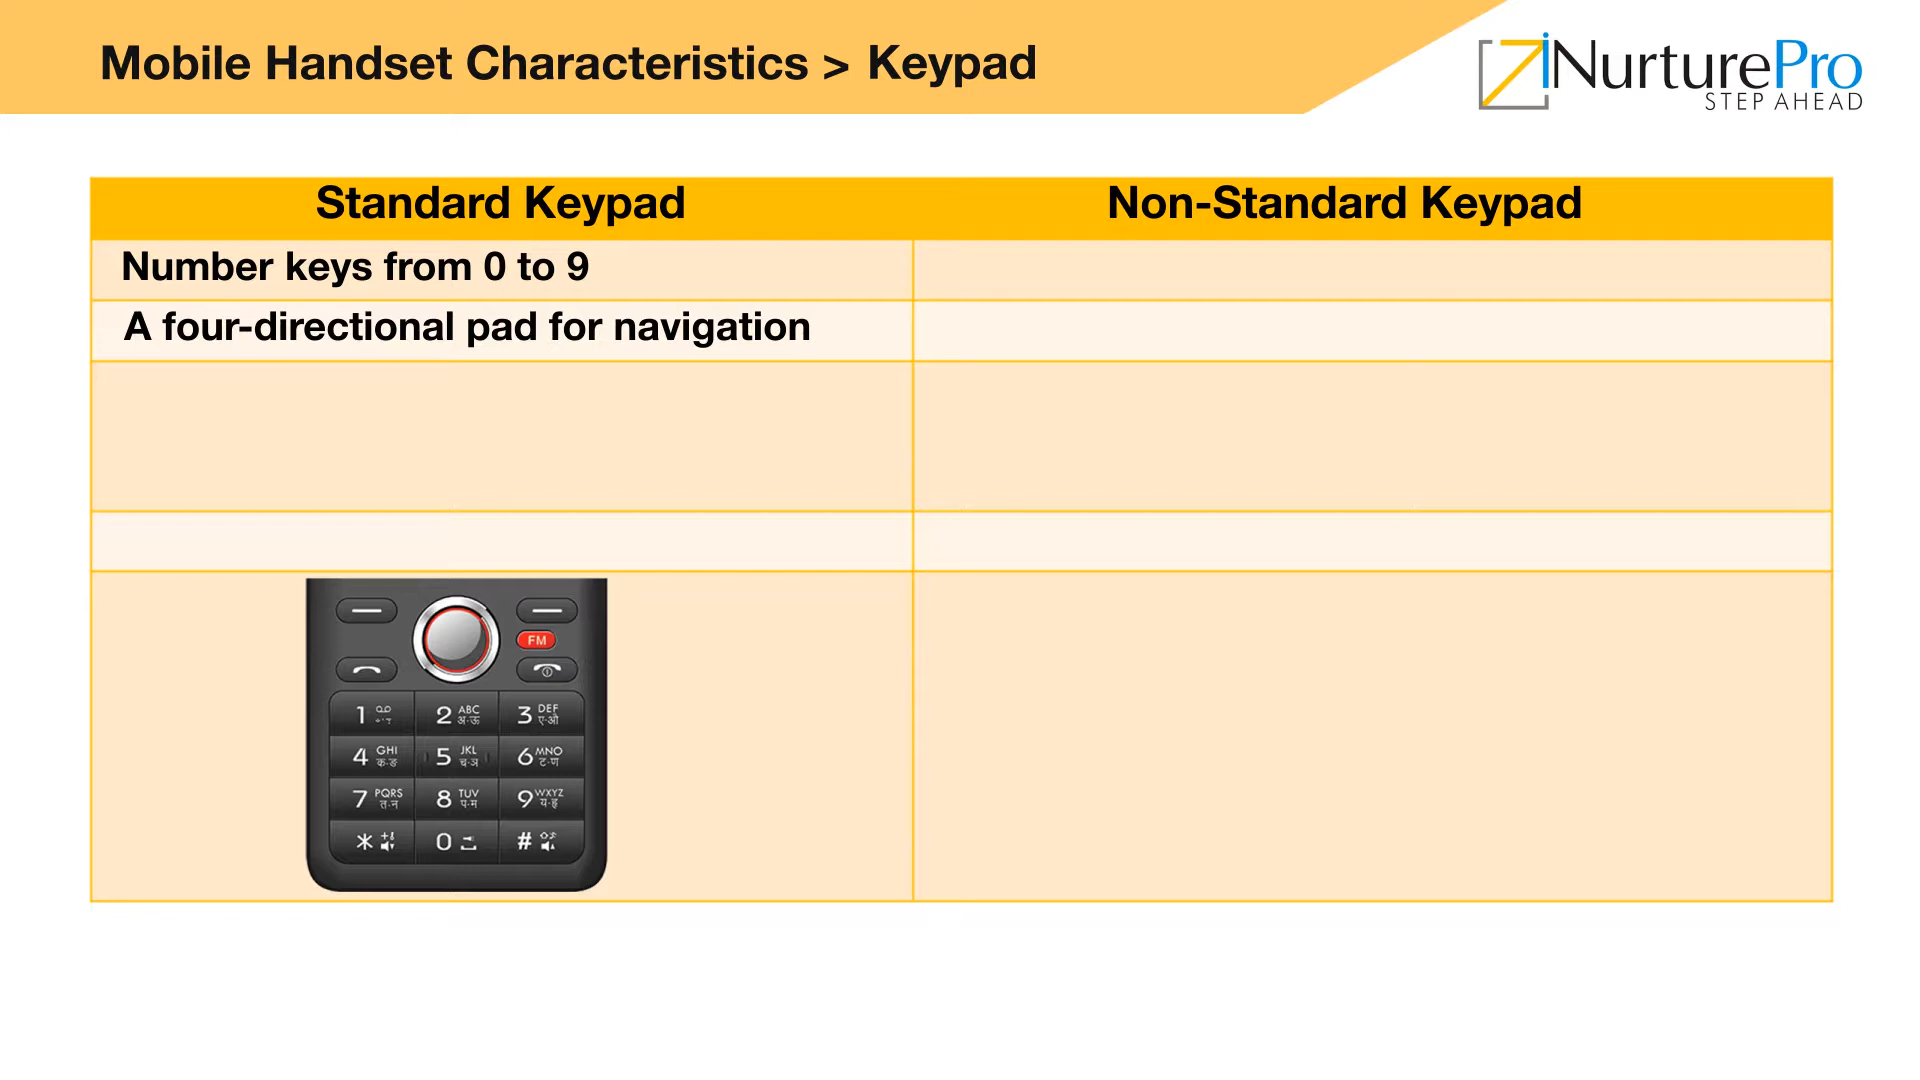 Mobile Handset Characteristics > Keypad
iNurturePro
STEP AHEAD
Standard Keypad Non-Standard Keypad
Number keys from 0 to 9
A four-directional pad for navigation
FM
1 2 ABC अ-ऊ 3 DEF ए-औ
4 GHI क-ङ 5 JKL च-ञ 6 MNO ट-ण
7 PQRS त-न 8 TUV प-म 9 WXYZ य-ह
* 0 #